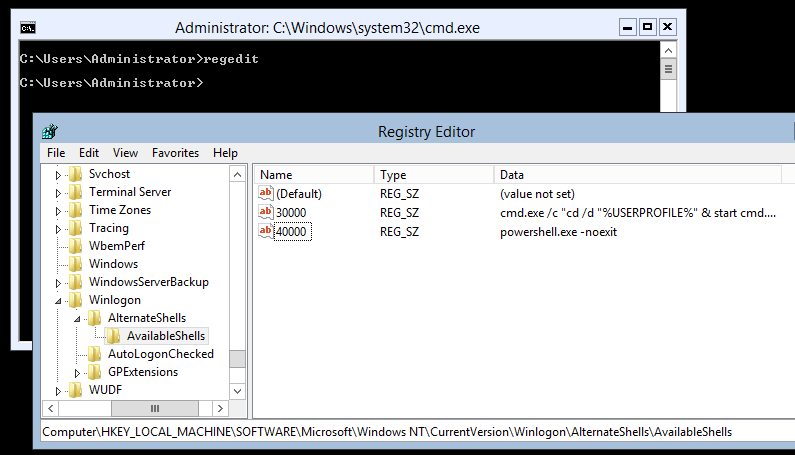 Administrator: C:\Windows\system32\cmd.exe
C:\Users\Administrator>regedit
C:\Users\Administrator>
Registry Editor
File Edit View Favorites Help
Svchost
Terminal Server
Time Zones
Tracing
WbemPerf
Windows
WindowsServerBackup
Winlogon
AlternateShells
AvailableShells
AutoLogonChecked
GPExtensions
WUDF
Name Type Data
ab (Default) REG_SZ (value not set)
ab 30000 REG_SZ cmd.exe /c "cd /d "%USERPROFILE%" & start cmd....
ab 40000 REG_SZ powershell.exe -noexit
Computer\HKEY_LOCAL_MACHINE\SOFTWARE\Microsoft\Windows NT\CurrentVersion\Winlogon\AlternateShells\AvailableShells